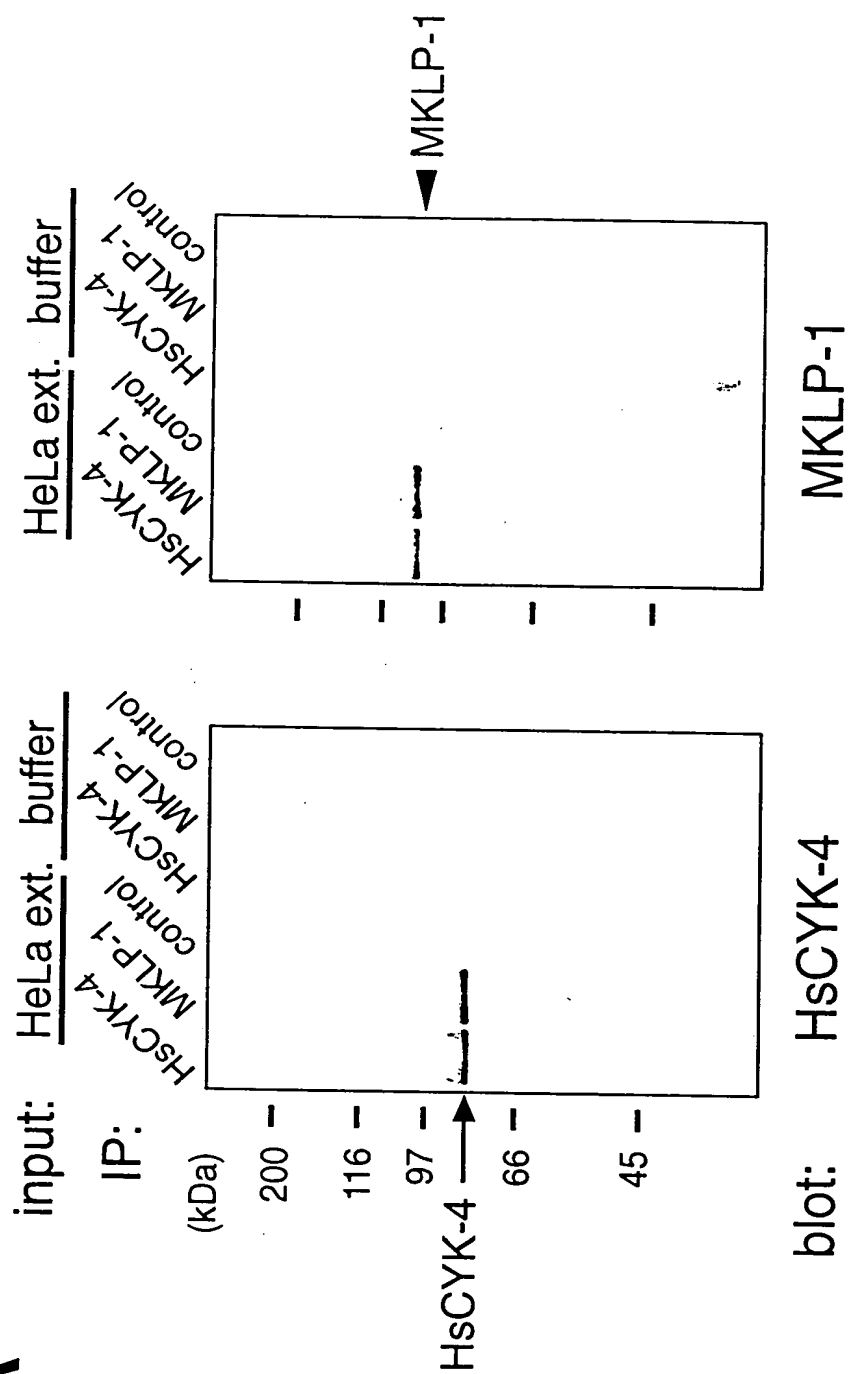 input: HeLa ext. buffer HeLa ext. buffer
IP: HsCYK-4 MKLP-1 control HsCYK-4 MKLP-1 control HsCYK-4 MKLP-1 control HsCYK-4 MKLP-1 control
(kDa)
200
116
97
HsCYK-4
66
45
MKLP-1
blot: HsCYK-4 MKLP-1